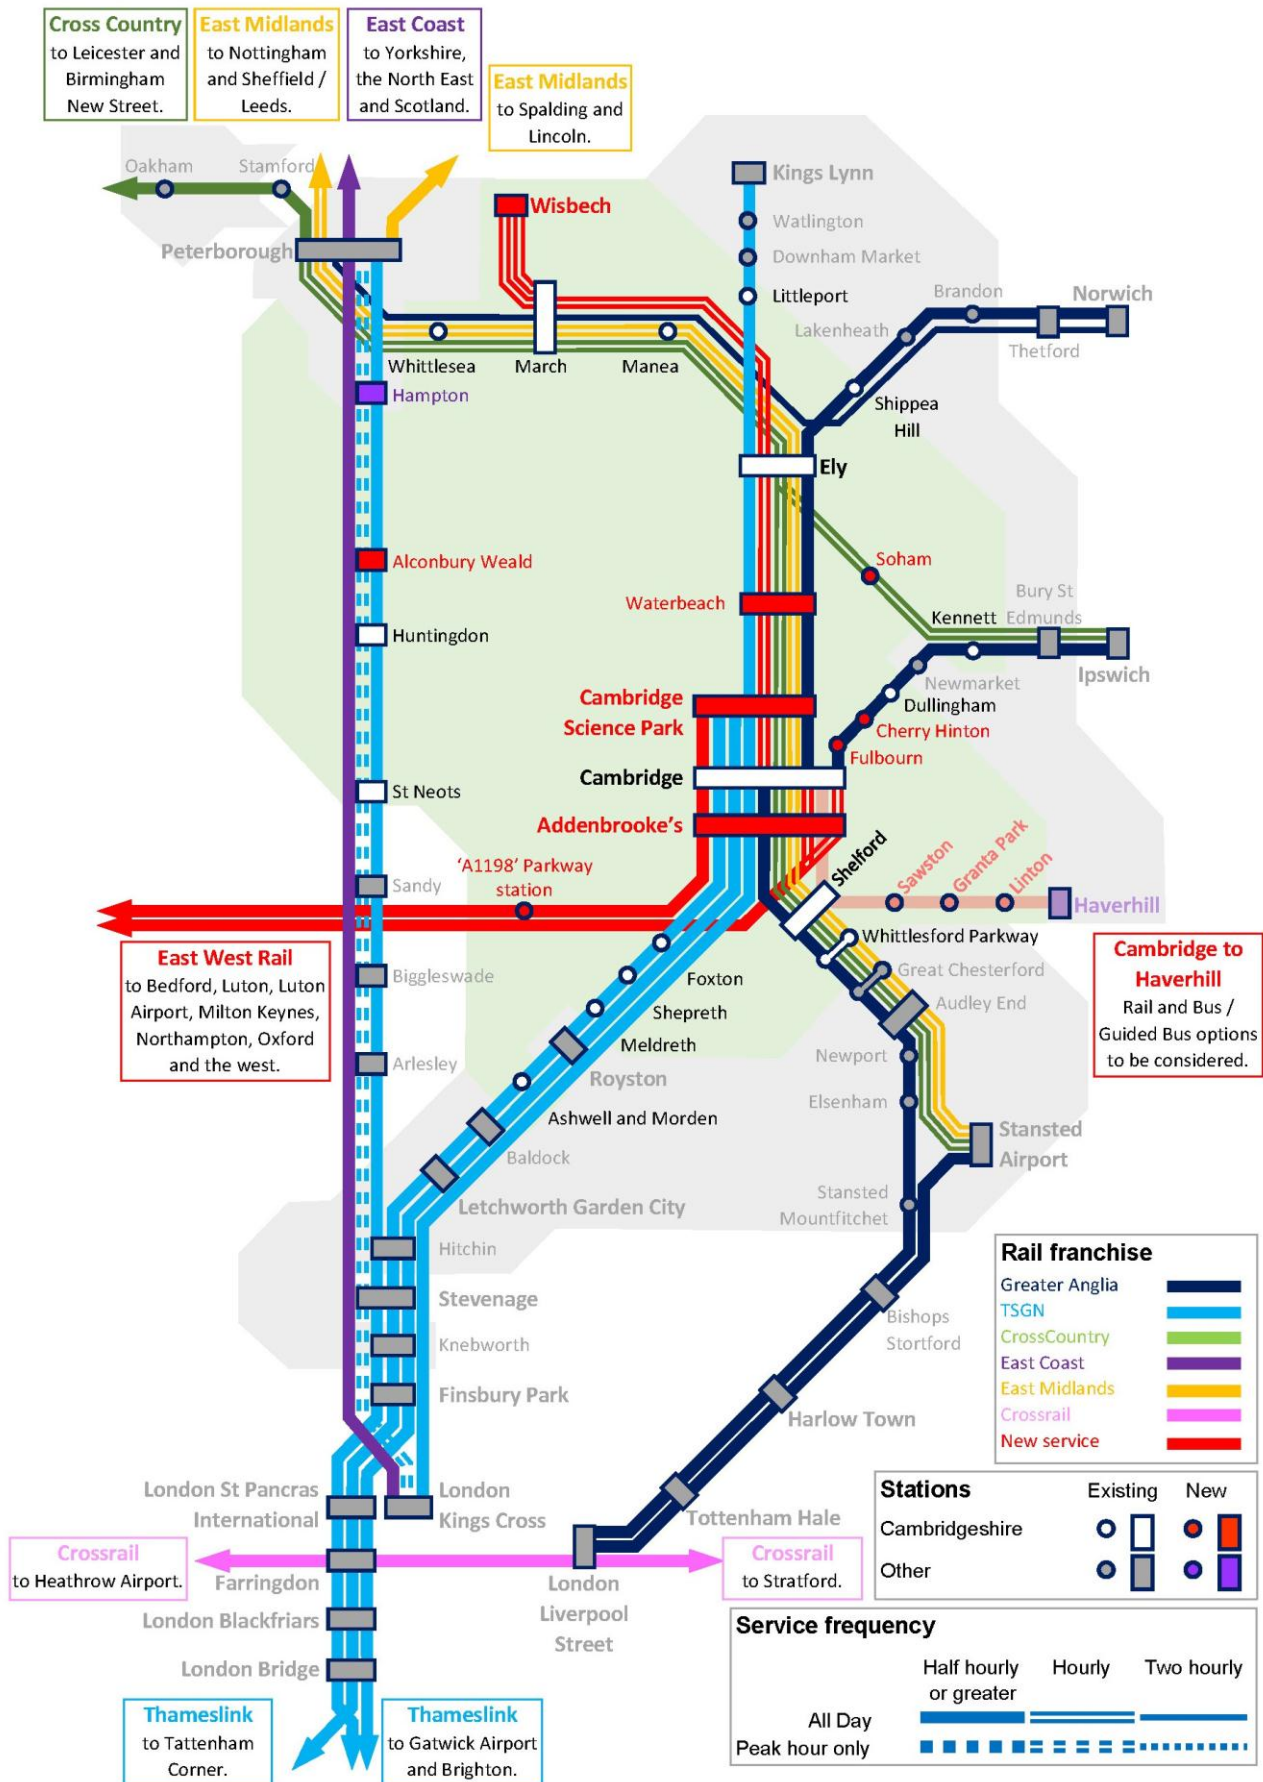 Cross Country
to Leicester and
Birmingham
New Street.
East Midlands
to Nottingham
and Sheffield /
Leeds.
East Coast
to Yorkshire,
the North East
and Scotland.
East Midlands
to Spalding and
Lincoln.
Oakham
Stamford
Kings Lynn
Wisbech
Watlington
Peterborough
Downham Market
Littleport
Brandon
Norwich
Lakenheath
Thetford
Whittlesea
March
Manea
Hampton
Shippea
Hill
Ely
Alconbury Weald
Soham
Waterbeach
Bury St
Edmunds
Kennett
Huntingdon
Ipswich
Newmarket
Cambridge
Science Park
Dullingham
Cherry Hinton
Fulbourn
Cambridge
St Neots
Addenbrooke's
Shelford
Sawston
Granta Park
Linton
'A1198' Parkway
station
Sandy
Haverhill
Whittlesford Parkway
East West Rail
to Bedford, Luton, Luton
Airport, Milton Keynes,
Northampton, Oxford
and the west.
Cambridge to
Haverhill
Rail and Bus /
Guided Bus options
to be considered.
Biggleswade
Foxton
Great Chesterford
Audley End
Shepreth
Meldreth
Arlesley
Newport
Royston
Elsenham
Ashwell and Morden
Stansted
Airport
Baldock
Letchworth Garden City
Stansted
Mountfitchet
Hitchin
Stevenage
Knebworth
Finsbury Park
Bishops
Stortford
Harlow Town
Rail franchise
Greater Anglia
TSGN
CrossCountry
East Coast
East Midlands
Crossrail
New service
London St Pancras
International
London
Kings Cross
Tottenham Hale
Stations
Existing
New
Cambridgeshire
Other
Crossrail
to Heathrow Airport.
Farringdon
London
Liverpool
Street
Crossrail
to Stratford.
London Blackfriars
London Bridge
Service frequency
Half hourly
or greater
Hourly
Two hourly
All Day
Peak hour only
Thameslink
to Tattenham
Corner.
Thameslink
to Gatwick Airport
and Brighton.